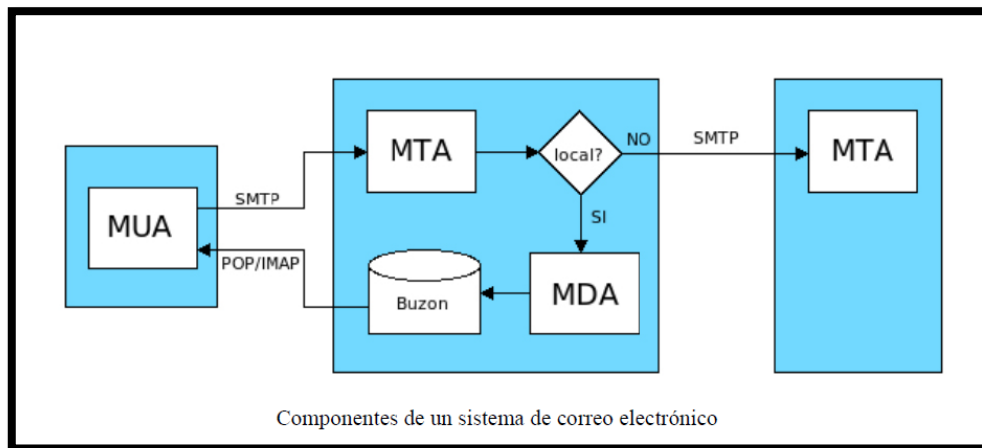 MTA
local?
NO
SMTP
MTA
MUA
SMTP
POP/IMAP
SI
Buzon
MDA
Componentes de un sistema de correo electrónico